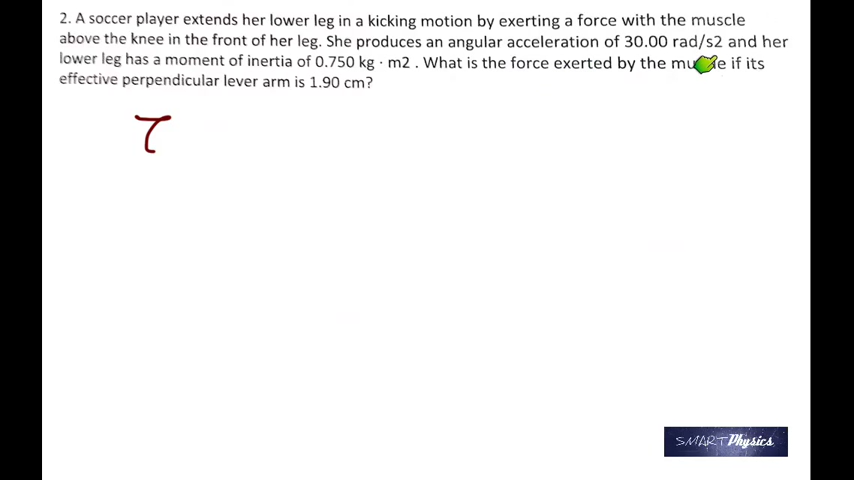 2. A soccer player extends her lower leg in a kicking motion by exerting a force with the muscle
above the knee in the front of her leg. She produces an angular acceleration of 30.00 rad/s2 and her
lower leg has a moment of inertia of 0.750 kg · m2 . What is the force exerted by the if its
effective perpendicular lever arm is 1.90 cm?
τ
SMARTPhysics